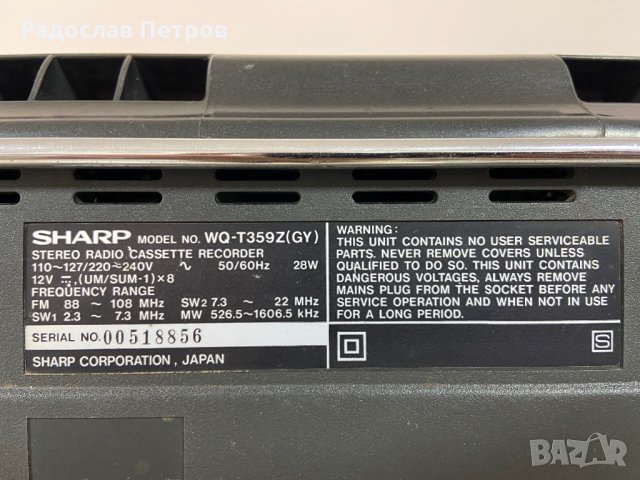 Радослав Петров
SHARP MODEL NO. WQ-T359Z(GY)
STEREO RADIO CASSETTE RECORDER
110~127/220~240V ~ 50/60Hz 28W
12V ⎓ (UM/SUM-1)×8
FREQUENCY RANGE
FM 88 ~ 108 MHz SW2 7.3 ~ 22 MHz
SW1 2.3 ~ 7.3 MHz MW 526.5~1606.5 kHz
SERIAL NO. 00518856
SHARP CORPORATION, JAPAN
WARNING:
THIS UNIT CONTAINS NO USER SERVICEABLE
PARTS. NEVER REMOVE COVERS UNLESS
QUALIFIED TO DO SO. THIS UNIT CONTAINS
DANGEROUS VOLTAGES, ALWAYS REMOVE
MAINS PLUG FROM THE SOCKET BEFORE ANY
SERVICE OPERATION AND WHEN NOT IN USE
FOR A LONG PERIOD.
S
BAZAR